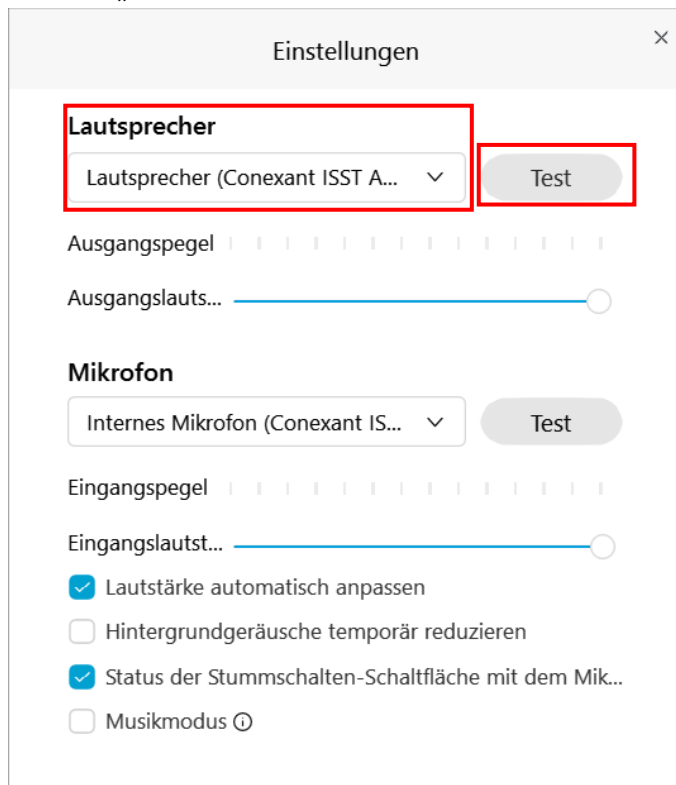 Einstellungen
Lautsprecher
Lautsprecher (Conexant ISST A...
Test
Ausgangspegel
Ausgangslauts...
Mikrofon
Internes Mikrofon (Conexant IS...
Test
Eingangspegel
Eingangslautst...
Lautstärke automatisch anpassen
Hintergrundgeräusche temporär reduzieren
Status der Stummschalten-Schaltfläche mit dem Mik...
Musikmodus